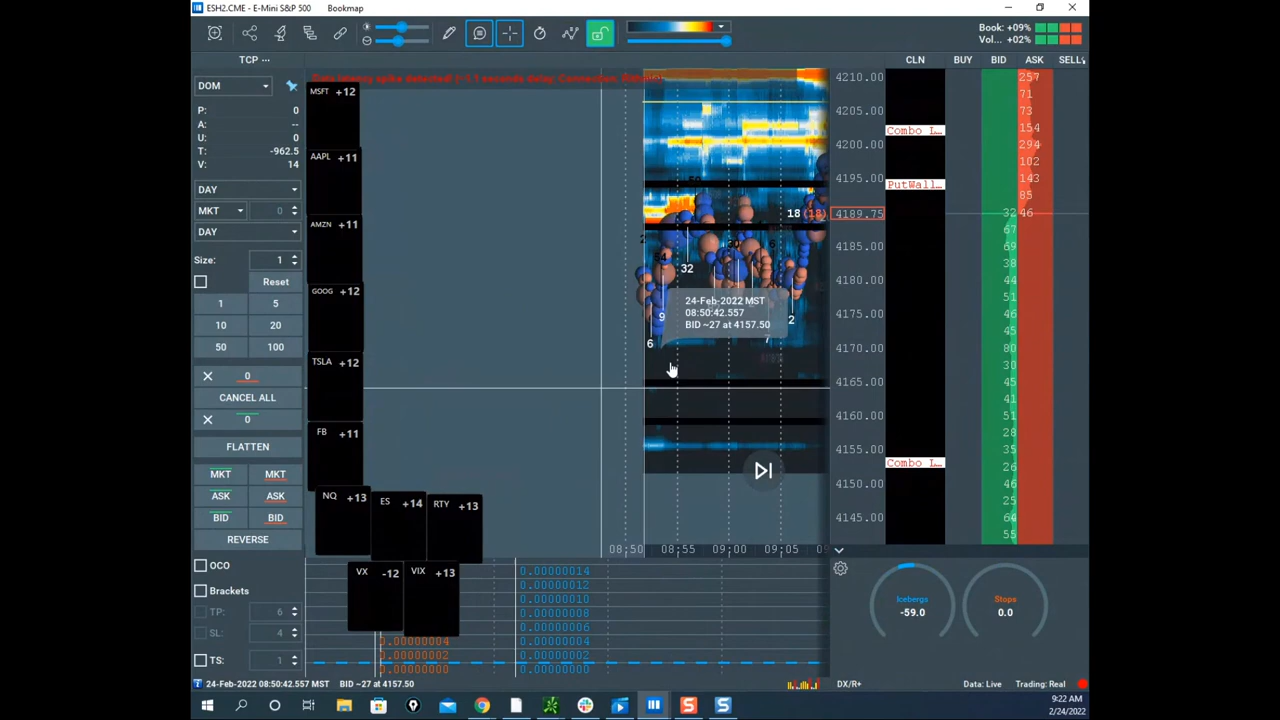 ESH2.CME - E-Mini S&P 500
Bookmap
Book: +09%
Vol... +02%
TCP ...
CLN
BUY
BID
ASK
SELL
DOM
P: 0
A: --
U: 0
T: -962.5
V: 14
DAY
MKT
0
DAY
Size: 1
Reset
1
5
10
20
50
100
0
CANCEL ALL
0
FLATTEN
MKT
MKT
ASK
ASK
BID
BID
REVERSE
OCO
Brackets
TP: 6
SL: 4
TS: 1
MSFT +12
AAPL +11
AMZN +11
GOOG +12
TSLA +12
FB +11
NQ +13
ES +14
RTY +13
VX -12
VIX +13
32
54
30
9
6
2
7
18 (18)
24-Feb-2022 MST
08:50:42.557
BID ~27 at 4157.50
4210.00
4205.00
4200.00
4195.00
4189.75
4185.00
4180.00
4175.00
4170.00
4165.00
4160.00
4155.00
4150.00
4145.00
Combo L...
PutWall...
Combo L...
257
71
73
154
294
102
143
85
32
46
67
69
38
44
51
46
45
80
30
45
41
51
28
35
26
46
25
64
55
08:50
08:55
09:00
09:05
0.00000014
0.00000012
0.00000010
0.00000008
0.00000006
0.00000004
0.00000002
0.00000000
0.00000004
0.00000002
0.00000000
Icebergs
-59.0
Stops
0.0
24-Feb-2022 MST 08:50:42.557 BID ~27 at 4157.50
DX/R+
Data: Live
Trading: Real
9:22 AM
2/24/2022